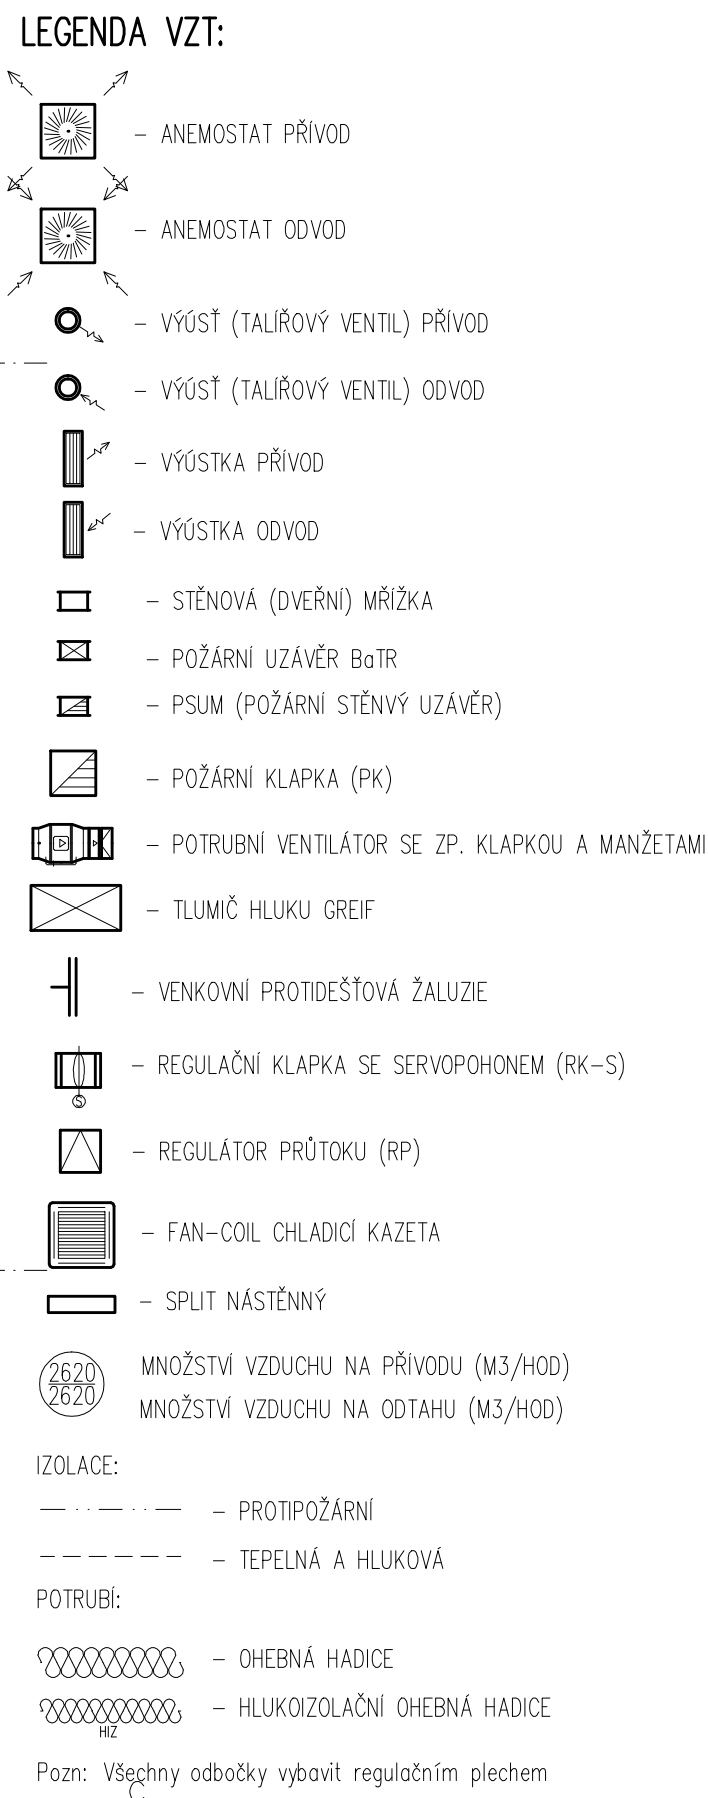 LEGENDA VZT:
– ANEMOSTAT PŘÍVOD
– ANEMOSTAT ODVOD
– VÝÚSŤ (TALÍŘOVÝ VENTIL) PŘÍVOD
– VÝÚSŤ (TALÍŘOVÝ VENTIL) ODVOD
– VÝÚSTKA PŘÍVOD
– VÝÚSTKA ODVOD
– STĚNOVÁ (DVEŘNÍ) MŘÍŽKA
– POŽÁRNÍ UZÁVĚR BaTR
– PSUM (POŽÁRNÍ STĚNVÝ UZÁVĚR)
– POŽÁRNÍ KLAPKA (PK)
– POTRUBNÍ VENTILÁTOR SE ZP. KLAPKOU A MANŽETAMI
– TLUMIČ HLUKU GREIF
– VENKOVNÍ PROTIDEŠŤOVÁ ŽALUZIE
– REGULAČNÍ KLAPKA SE SERVOPOHONEM (RK–S)
S
– REGULÁTOR PRŮTOKU (RP)
– FAN–COIL CHLADICÍ KAZETA
– SPLIT NÁSTĚNNÝ
2620 MNOŽSTVÍ VZDUCHU NA PŘÍVODU (M3/HOD)
2620 MNOŽSTVÍ VZDUCHU NA ODTAHU (M3/HOD)
IZOLACE:
– PROTIPOŽÁRNÍ
– TEPELNÁ A HLUKOVÁ
POTRUBÍ:
– OHEBNÁ HADICE
– HLUKOIZOLAČNÍ OHEBNÁ HADICE
HIZ
Pozn: Všechny odbočky vybavit regulačním plechem